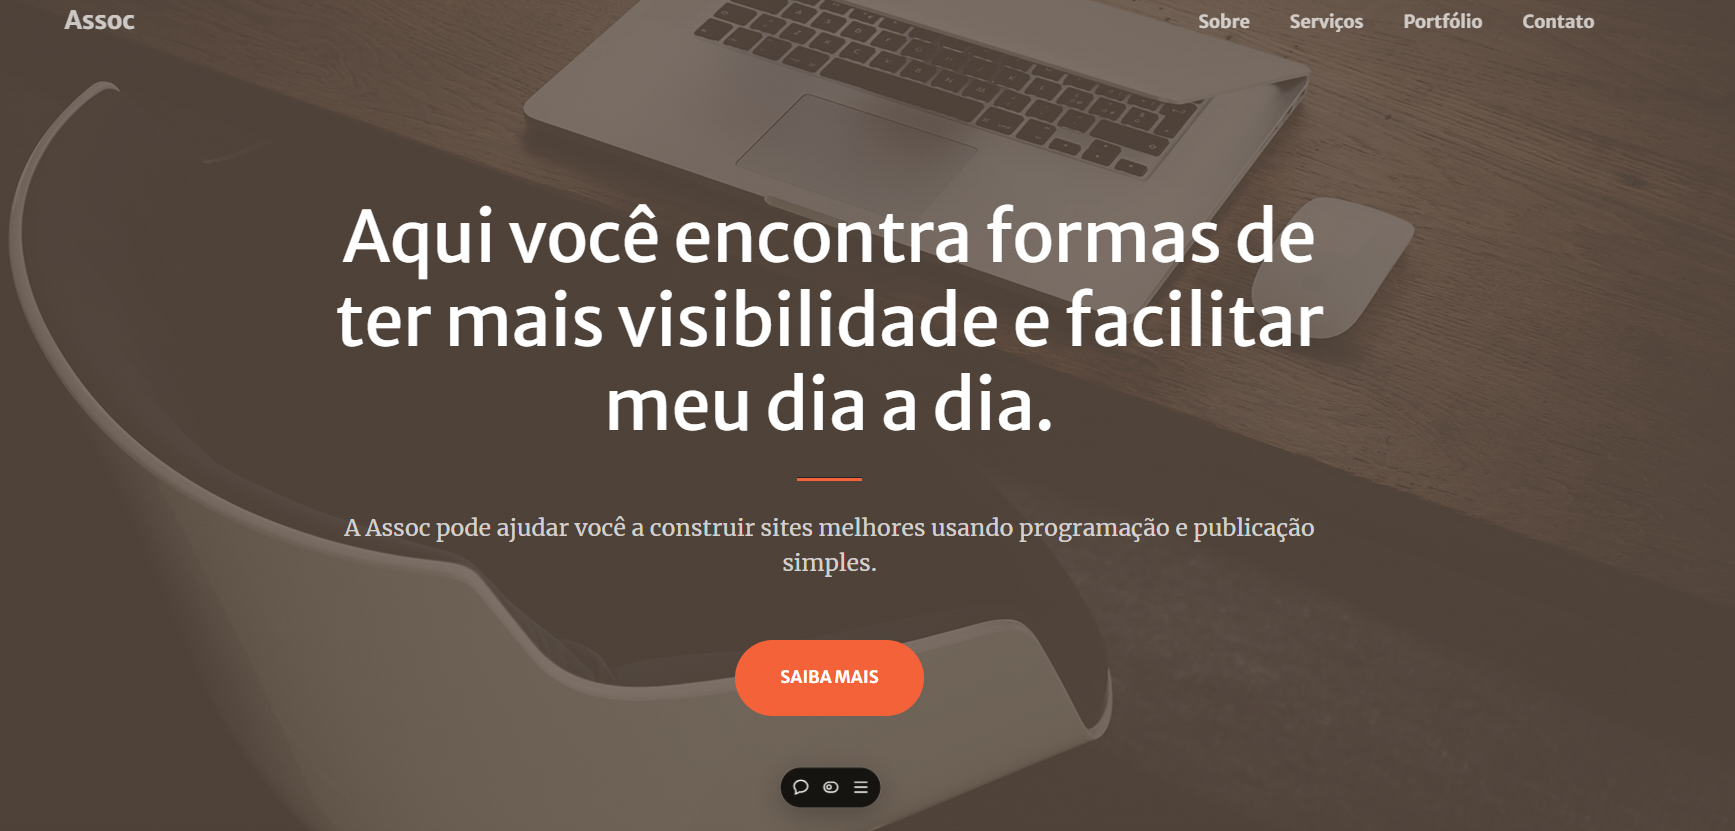 Assoc
Sobre Serviços Portfólio Contato
Aqui você encontra formas de
ter mais visibilidade e facilitar
meu dia a dia.
A Assoc pode ajudar você a construir sites melhores usando programação e publicação
simples.
SAIBA MAIS